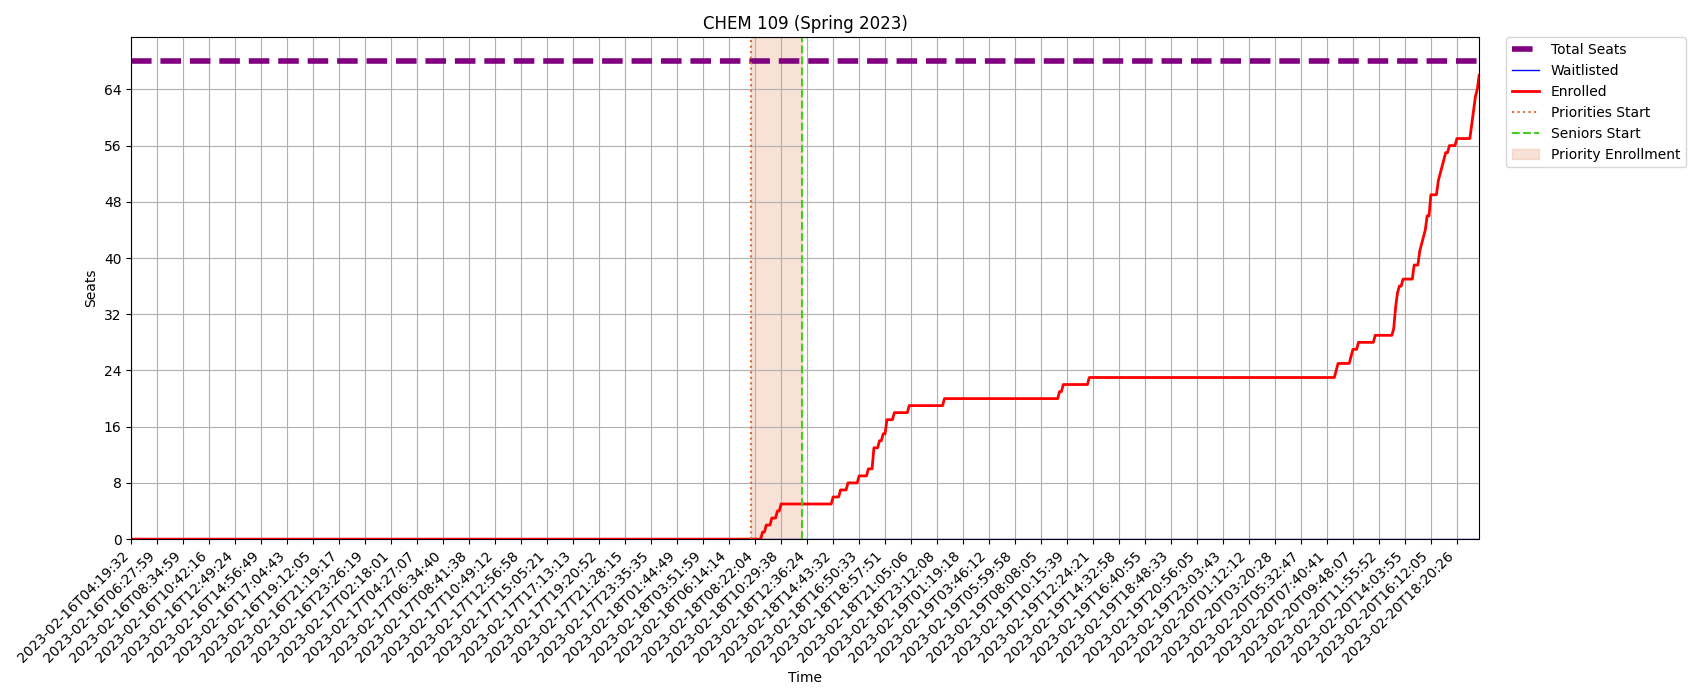 CHEM 109 (Spring 2023)
Total Seats
Waitlisted
Enrolled
Priorities Start
Seniors Start
Priority Enrollment
Seats
64
56
48
40
32
24
16
8
0
2023-02-16T04:19:32
2023-02-16T06:27:59
2023-02-16T08:34:59
2023-02-16T10:42:16
2023-02-16T12:49:24
2023-02-16T14:56:49
2023-02-16T17:04:43
2023-02-16T19:12:05
2023-02-16T21:19:17
2023-02-16T23:26:19
2023-02-17T02:18:01
2023-02-17T04:27:07
2023-02-17T06:34:40
2023-02-17T08:41:38
2023-02-17T10:49:12
2023-02-17T12:56:58
2023-02-17T15:05:21
2023-02-17T17:13:13
2023-02-17T19:20:52
2023-02-17T21:28:15
2023-02-17T23:35:35
2023-02-18T01:44:49
2023-02-18T03:51:59
2023-02-18T06:14:14
2023-02-18T08:22:04
2023-02-18T10:29:38
2023-02-18T12:36:24
2023-02-18T14:43:32
2023-02-18T16:50:33
2023-02-18T18:57:51
2023-02-18T21:05:06
2023-02-18T23:12:08
2023-02-19T01:19:18
2023-02-19T03:46:12
2023-02-19T05:59:58
2023-02-19T08:08:05
2023-02-19T10:15:39
2023-02-19T12:24:21
2023-02-19T14:32:58
2023-02-19T16:40:55
2023-02-19T18:48:33
2023-02-19T20:56:05
2023-02-19T23:03:43
2023-02-20T01:12:12
2023-02-20T03:20:28
2023-02-20T05:32:47
2023-02-20T07:40:41
2023-02-20T09:48:07
2023-02-20T11:55:52
2023-02-20T14:03:55
2023-02-20T16:12:05
2023-02-20T18:20:26
Time